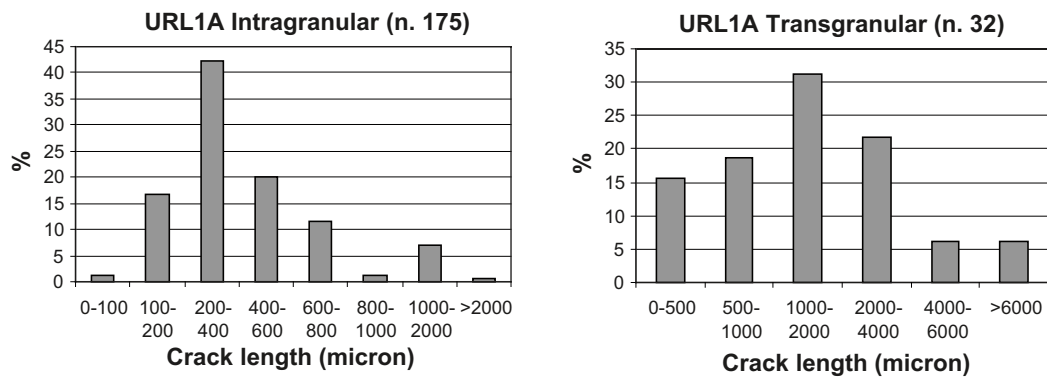 URL1A Intragranular (n. 175)
45
40
35
30
25
20
15
10
5
0
%
0-100 100- 200- 400- 600- 800- 1000- >2000
200 400 600 800 1000 2000
Crack length (micron)
URL1A Transgranular (n. 32)
35
30
25
20
15
10
5
0
%
0-500 500- 1000- 2000- 4000- >6000
1000 2000 4000 6000
Crack length (micron)